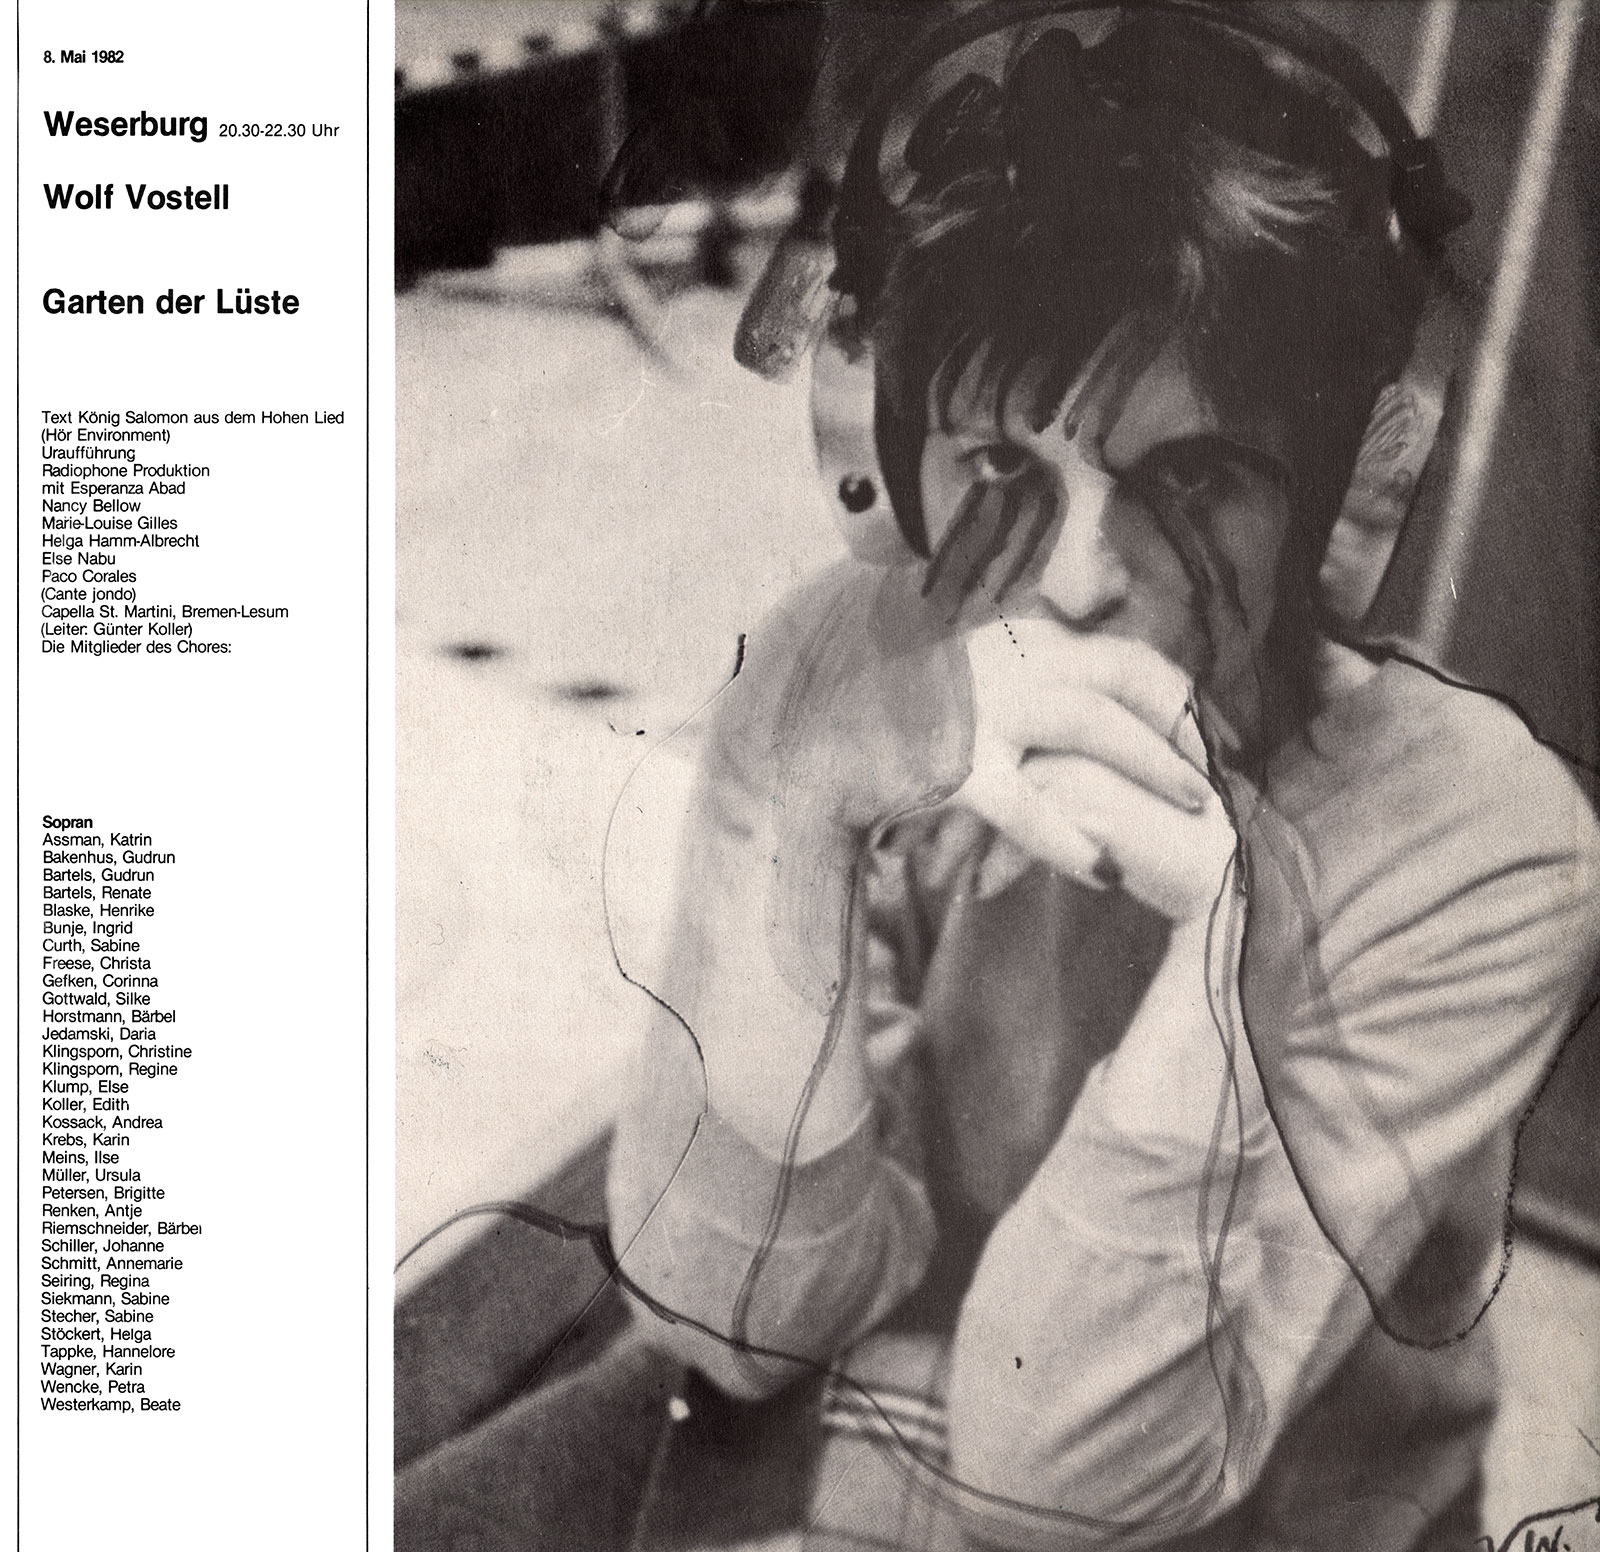 8. Mai 1982
Weserburg 20.30-22.30 Uhr
Wolf Vostell
Garten der Lüste
Text König Salomon aus dem Hohen Lied
(Hör Environment)
Uraufführung
Radiophone Produktion
mit Esperanza Abad
Nancy Bellow
Marie-Louise Gilles
Helga Hamm-Albrecht
Else Nabu
Paco Corales
(Cante jondo)
Capella St. Martini, Bremen-Lesum
(Leiter: Günter Koller)
Die Mitglieder des Chores:
Sopran
Assman, Katrin
Bakenhus, Gudrun
Bartels, Gudrun
Bartels, Renate
Blaske, Henrike
Bunje, Ingrid
Curth, Sabine
Freese, Christa
Gefken, Corinna
Gottwald, Silke
Horstmann, Bärbel
Jedamski, Daria
Klingsporn, Christine
Klingsporn, Regine
Klump, Else
Koller, Edith
Kossack, Andrea
Krebs, Karin
Meins, Ilse
Müller, Ursula
Petersen, Brigitte
Renken, Antje
Riemschneider, Bärbel
Schiller, Johanne
Schmitt, Annemarie
Seiring, Regina
Siekmann, Sabine
Stecher, Sabine
Stöckert, Helga
Tappke, Hannelore
Wagner, Karin
Wencke, Petra
Westerkamp, Beate